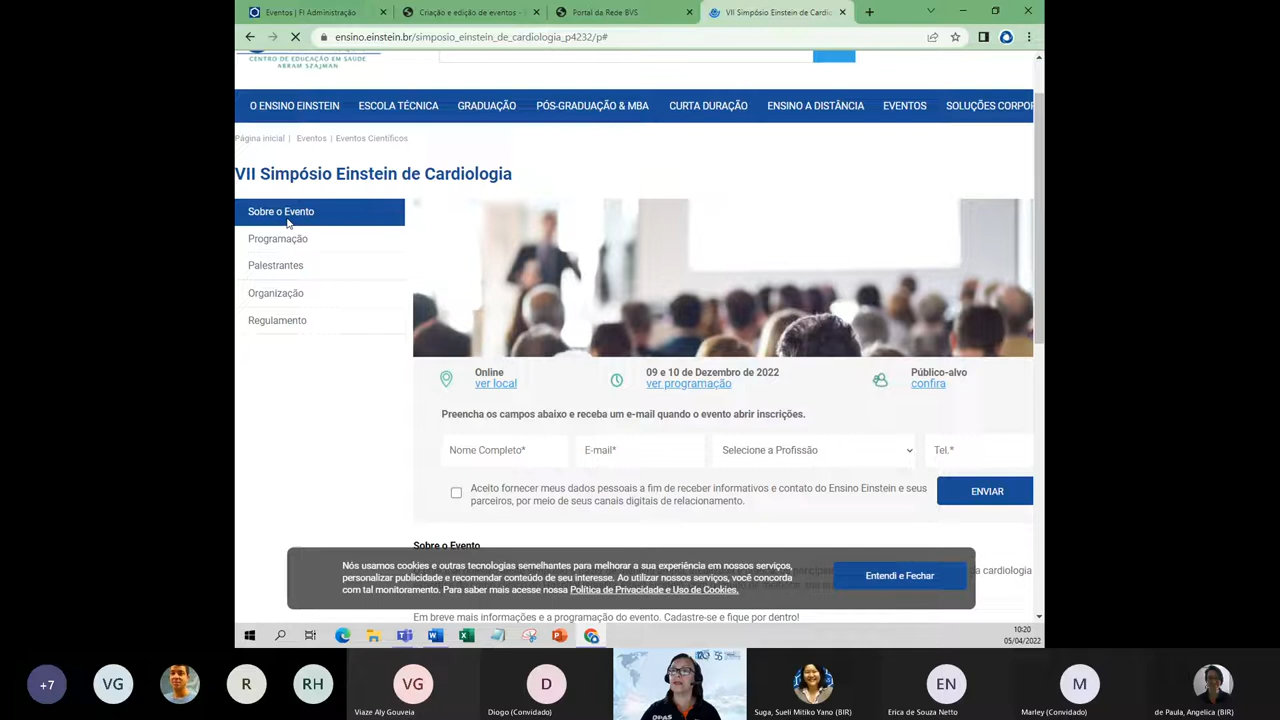 Eventos | FI Administração
Criação e edição de eventos -
Portal da Rede BVS
VII Simpósio Einstein de Cardiolo
ensino.einstein.br/simposio_einstein_de_cardiologia_p4232/p#
CENTRO DE EDUCAÇÃO EM SAÚDE
ABRAM SZAJMAN
O ENSINO EINSTEIN ESCOLA TÉCNICA GRADUAÇÃO PÓS-GRADUAÇÃO & MBA CURTA DURAÇÃO ENSINO A DISTÂNCIA EVENTOS SOLUÇÕES CORPOR
Página inicial | Eventos | Eventos Científicos
VII Simpósio Einstein de Cardiologia
Sobre o Evento
Programação
Palestrantes
Organização
Regulamento
Online
ver local
09 e 10 de Dezembro de 2022
ver programação
Público-alvo
confira
Preencha os campos abaixo e receba um e-mail quando o evento abrir inscrições.
Nome Completo* E-mail* Selecione a Profissão Tel.*
Aceito fornecer meus dados pessoais a fim de receber informativos e contato do Ensino Einstein e seus
parceiros, por meio de seus canais digitais de relacionamento.
ENVIAR
Sobre o Evento
da cardiologia
Nós usamos cookies e outras tecnologias semelhantes para melhorar a sua experiência em nossos serviços,
personalizar publicidade e recomendar conteúdo de seu interesse. Ao utilizar nossos serviços, você concorda
com tal monitoramento. Para saber mais acesse nossa Política de Privacidade e Uso de Cookies.
Entendi e Fechar
Em breve mais informações e a programação do evento. Cadastre-se e fique por dentro!
10:20
05/04/2022
+7
VG
R
RH
VG
D
EN
M
Viaze Aly Gouveia
Diogo (Convidado)
OPAS
Suga, Sueli Mitiko Yano (BIR)
Erica de Souza Netto
Marley (Convidado)
de Paula, Angelica (BIR)